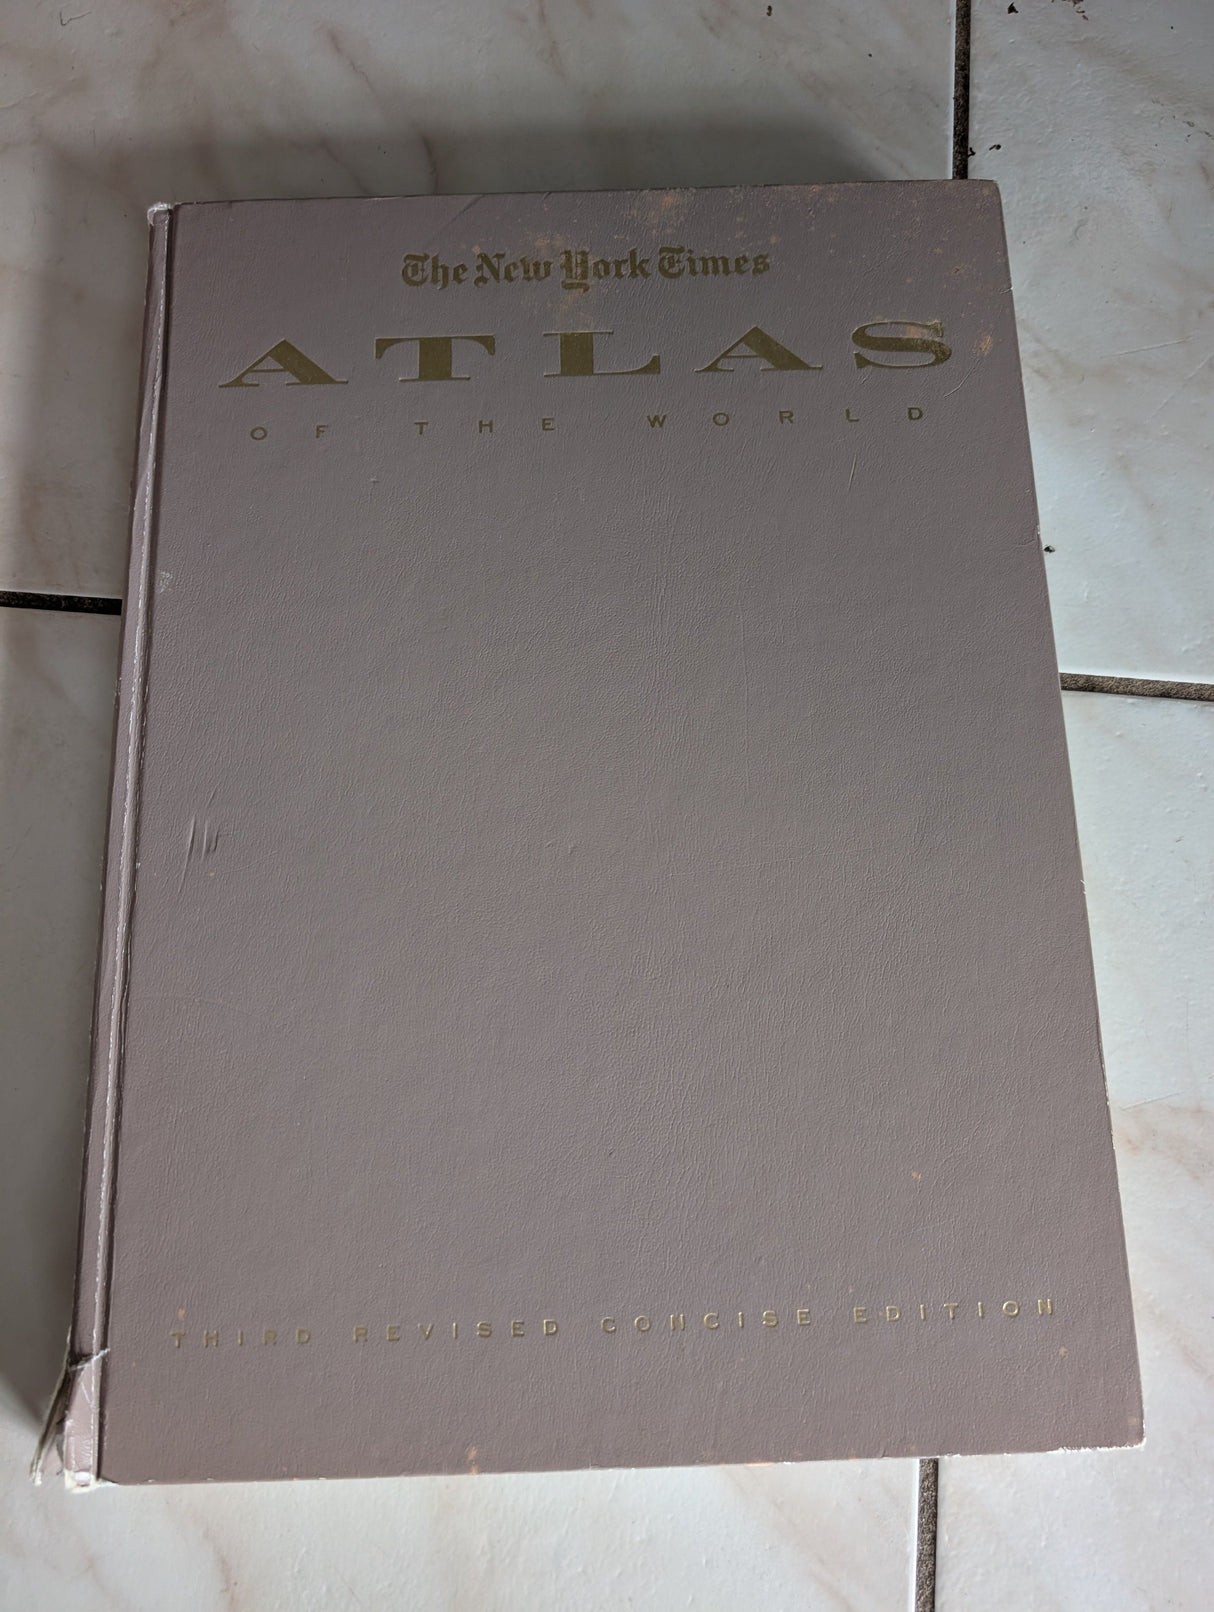 The New York Times
ATLAS
OF THE WORLD
THIRD REVISED CONCISE EDITION